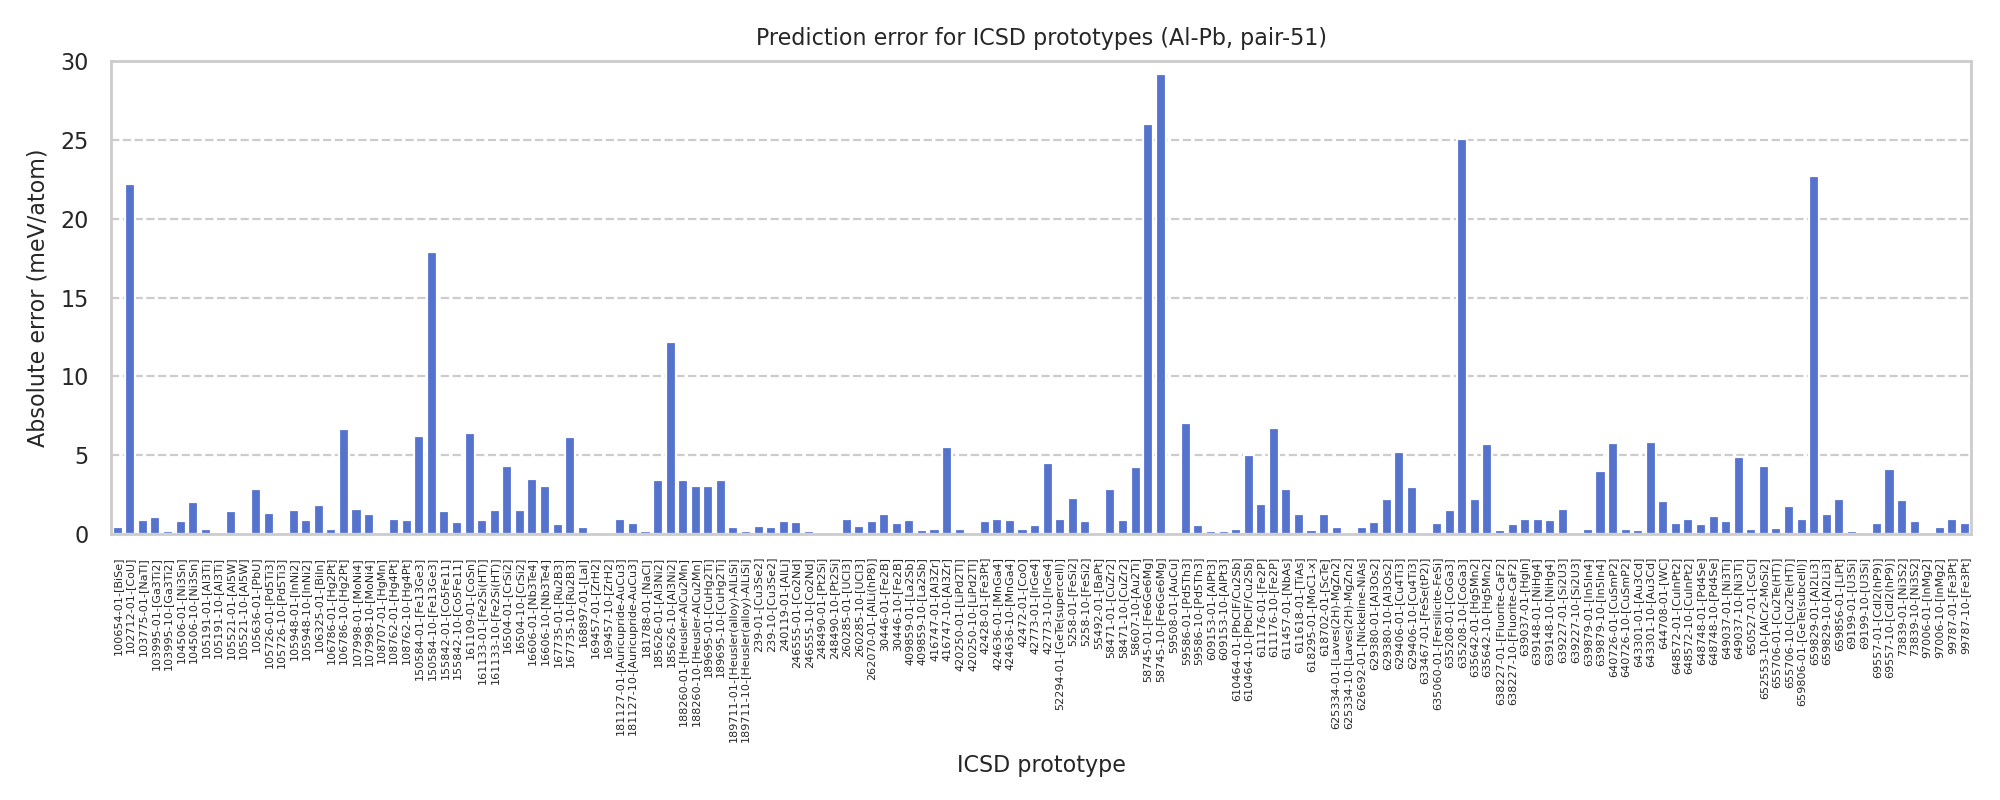 Prediction error for ICSD prototypes (Al-Pb, pair-51)
Absolute error (meV/atom)
30
25
20
15
10
5
0
100654-01-[BiSe]
102712-01-[CoU]
103775-01-[NaTl]
103995-01-[Ga3Ti2]
103995-10-[Ga3Ti2]
104506-01-[Ni3Sn]
104506-10-[Ni3Sn]
105191-01-[Al3Ti]
105191-10-[Al3Ti]
105521-01-[Al5W]
105521-10-[Al5W]
105636-01-[PbU]
105726-01-[Pd5Ti3]
105726-10-[Pd5Ti3]
105948-01-[InNi2]
105948-10-[InNi2]
106325-01-[BiIn]
106786-01-[Hg2Pt]
106786-10-[Hg2Pt]
107998-01-[MoNi4]
107998-10-[MoNi4]
108707-01-[HgMn]
108762-01-[Hg4Pt]
108762-10-[Hg4Pt]
150584-01-[Fe13Ge3]
150584-10-[Fe13Ge3]
155842-01-[Co5Fe11]
155842-10-[Co5Fe11]
161109-01-[CoSn]
161133-01-[Fe2Si(HT)]
161133-10-[Fe2Si(HT)]
16504-01-[CrSi2]
16504-10-[CrSi2]
16606-01-[Nb3Te4]
16606-10-[Nb3Te4]
167735-01-[Ru2B3]
167735-10-[Ru2B3]
168897-01-[LaI]
169457-01-[ZrH2]
169457-10-[ZrH2]
181127-01-[Auricupride-AuCu3]
181127-10-[Auricupride-AuCu3]
181788-01-[NaCl]
185626-01-[Al3Ni2]
185626-10-[Al3Ni2]
188260-01-[Heusler-AlCu2Mn]
188260-10-[Heusler-AlCu2Mn]
189695-01-[CuHg2Ti]
189695-10-[CuHg2Ti]
189711-01-[Heusler(alloy)-AlLiSi]
189711-10-[Heusler(alloy)-AlLiSi]
239-01-[Cu3Se2]
239-10-[Cu3Se2]
240119-01-[AlLi]
246555-01-[Co2Nd]
246555-10-[Co2Nd]
248490-01-[Pt2Si]
248490-10-[Pt2Si]
260285-01-[UCl3]
260285-10-[UCl3]
262070-01-[AlLi(hP8)]
30446-01-[Fe2B]
30446-10-[Fe2B]
409859-01-[La2Sb]
409859-10-[La2Sb]
416747-01-[Al3Zr]
416747-10-[Al3Zr]
420250-01-[LiPd2Tl]
420250-10-[LiPd2Tl]
42428-01-[Fe3Pt]
424636-01-[MnGa4]
424636-10-[MnGa4]
42472-01-[CoO]
42773-01-[IrGe4]
42773-10-[IrGe4]
52294-01-[GeTe(supercell)]
5258-01-[FeSi2]
5258-10-[FeSi2]
55492-01-[BaPt]
58471-01-[CuZr2]
58471-10-[CuZr2]
58607-10-[Au2Ti]
58745-01-[Fe6Ge6Mg]
58745-10-[Fe6Ge6Mg]
59508-01-[AuCu]
59586-01-[Pd5Th3]
59586-10-[Pd5Th3]
609153-01-[AlPt3]
609153-10-[AlPt3]
610464-01-[PbClF/Cu2Sb]
610464-10-[PbClF/Cu2Sb]
611176-01-[Fe2P]
611176-10-[Fe2P]
611457-01-[NbAs]
611618-01-[TiAs]
618295-01-[MoC1-x]
618702-01-[ScTe]
625334-01-[Laves(2H)-MgZn2]
625334-10-[Laves(2H)-MgZn2]
626692-01-[Nickeline-NiAs]
629380-01-[Al3Os2]
629380-10-[Al3Os2]
629406-01-[Cu4Ti3]
629406-10-[Cu4Ti3]
633467-01-[FeSe(tP2)]
635060-01-[Fersilicite-FeSi]
635208-01-[CoGa3]
635208-10-[CoGa3]
635642-01-[Hg5Mn2]
635642-10-[Hg5Mn2]
638227-01-[Fluorite-CaF2]
638227-10-[Fluorite-CaF2]
639037-01-[HgIn]
639148-01-[NiHg4]
639148-10-[NiHg4]
639227-01-[Si2U3]
639227-10-[Si2U3]
639879-01-[In5In4]
639879-10-[In5In4]
640726-01-[CuSmP2]
640726-10-[CuSmP2]
643301-01-[Au3Cd]
643301-10-[Au3Cd]
644708-01-[WC]
648572-01-[CuInPt2]
648572-10-[CuInPt2]
648748-01-[Pd4Se]
648748-10-[Pd4Se]
649037-01-[Ni3Ti]
649037-10-[Ni3Ti]
650527-01-[CsCl]
652553-10-[AlCr2-MoSi2]
655706-01-[Cu2Te(HT)]
655706-10-[Cu2Te(HT)]
659806-01-[GeTe(subcell)]
659829-01-[Al2Li3]
659829-10-[Al2Li3]
659856-01-[LiPt]
69199-01-[U3Si]
69199-10-[U3Si]
69557-01-[CdI2(hP9)]
69557-10-[CdI2(hP9)]
73839-01-[Ni3S2]
73839-10-[Ni3S2]
97006-01-[InMg2]
97006-10-[InMg2]
99787-01-[Fe3Pt]
99787-10-[Fe3Pt]
ICSD prototype